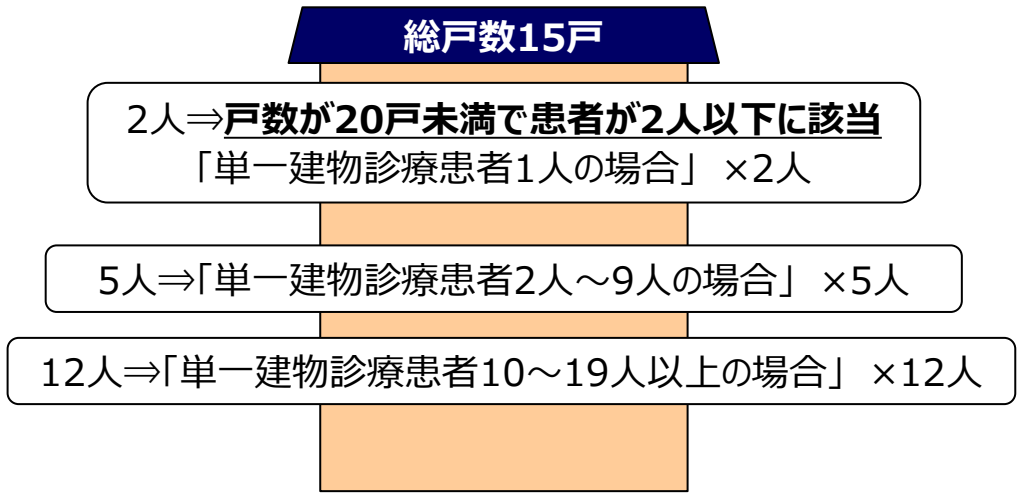 総戸数15戸
2人⇒戸数が20戸未満で患者が2人以下に該当
「単一建物診療患者1人の場合」×2人
5人⇒「単一建物診療患者2人～9人の場合」×5人
12人⇒「単一建物診療患者10～19人以上の場合」×12人